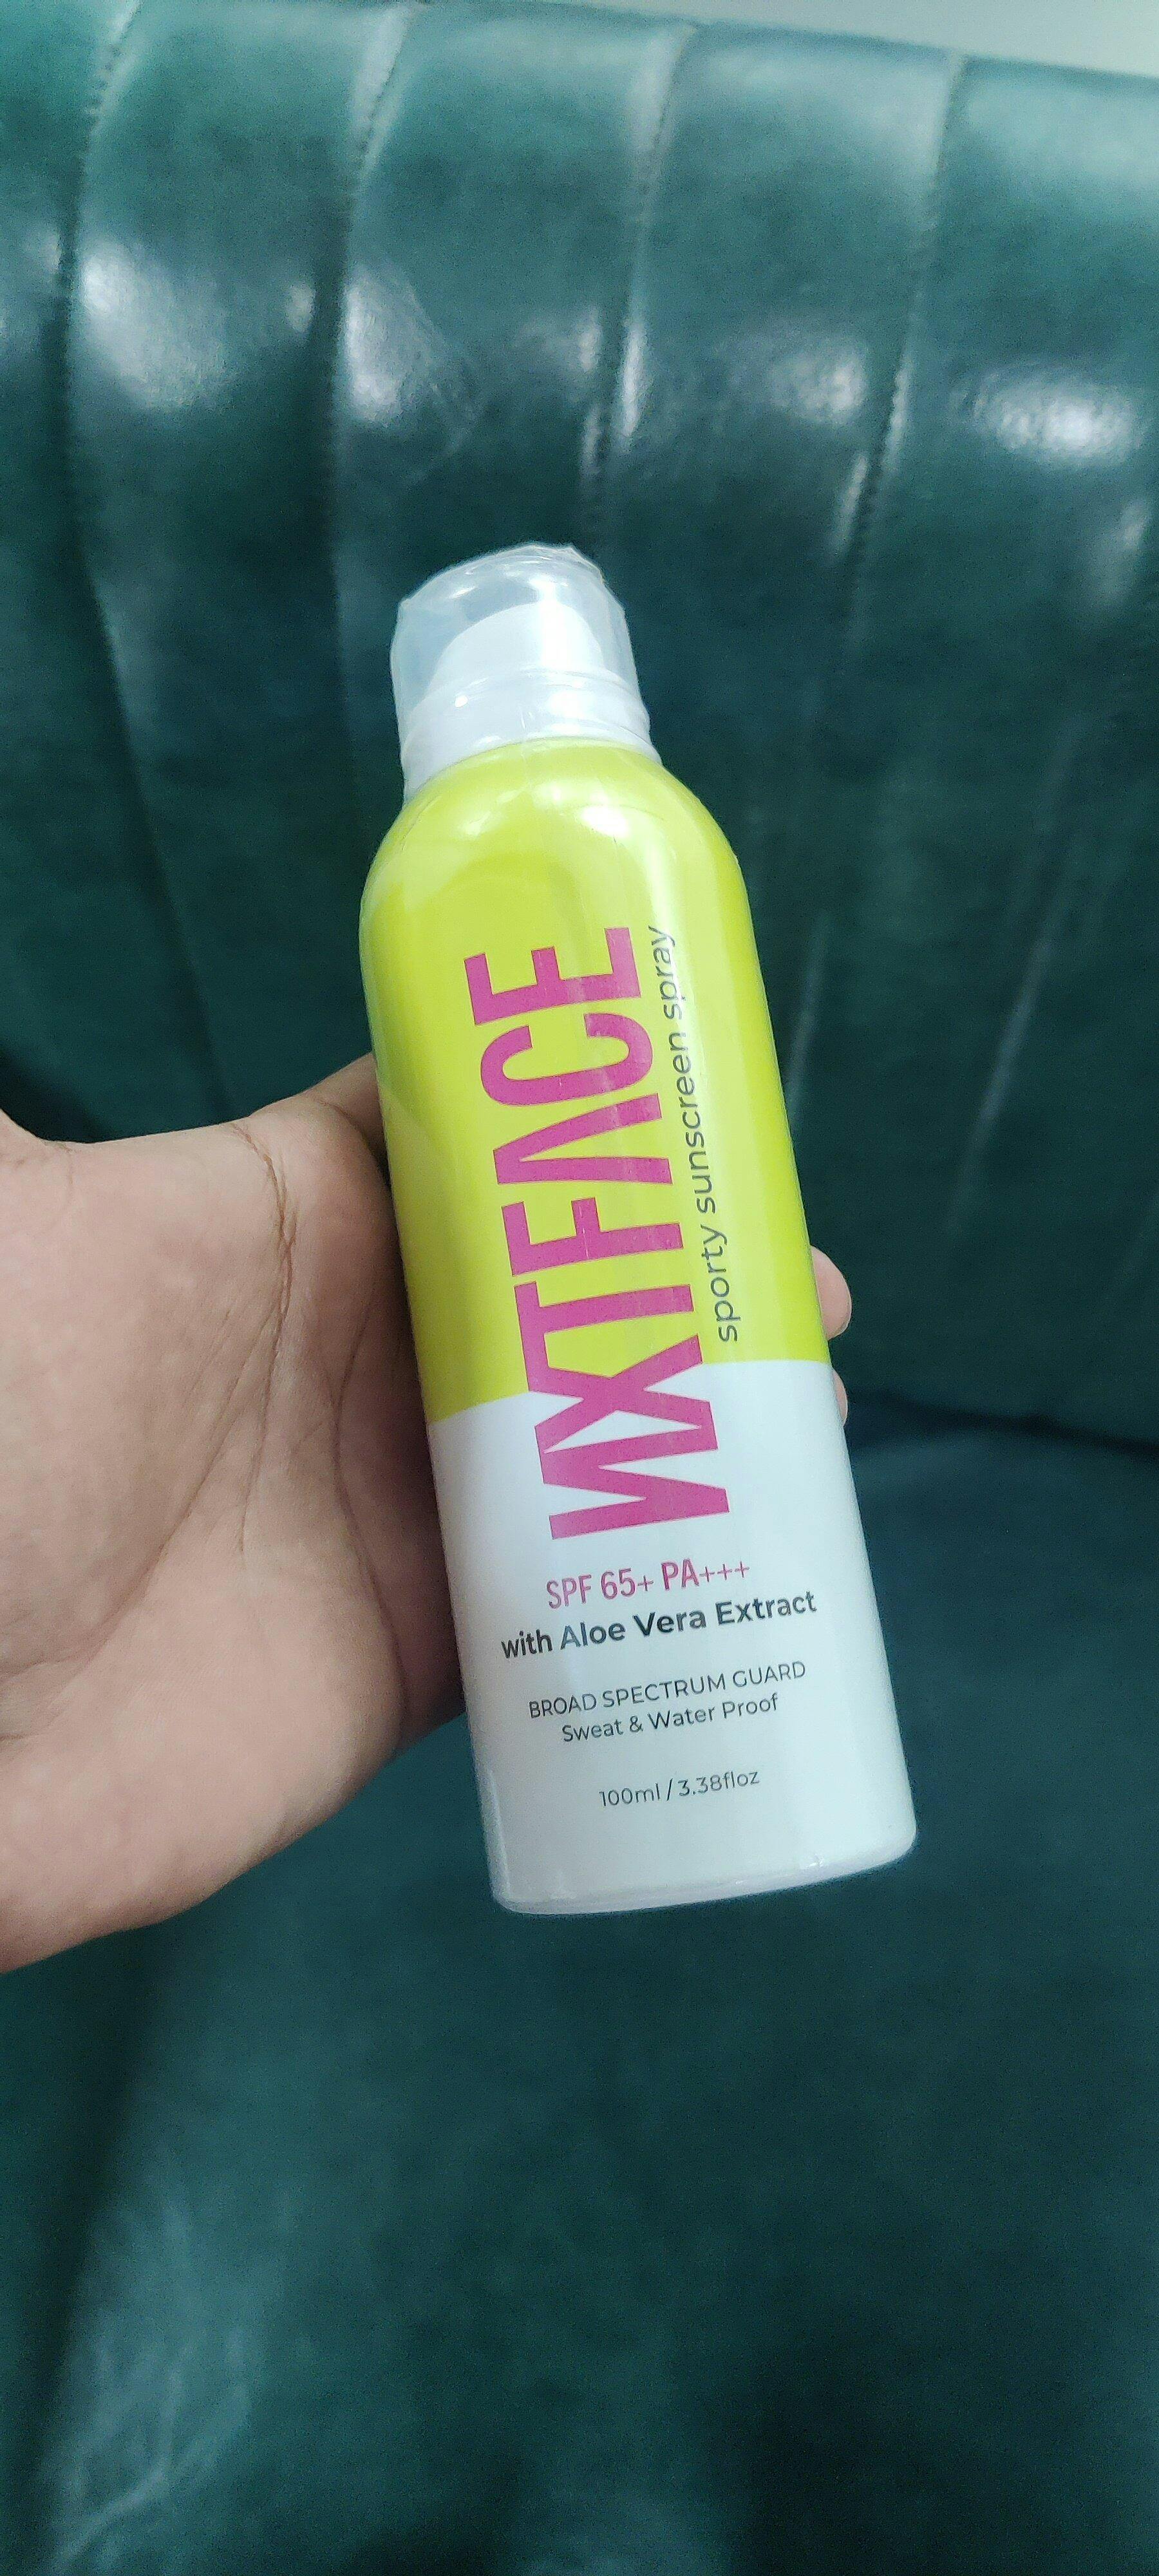 NXTFACE
sporty sunscreen spray
SPF 65+ PA+++
with Aloe Vera Extract
BROAD SPECTRUM GUARD
Sweat & Water Proof
100ml / 3.38floz